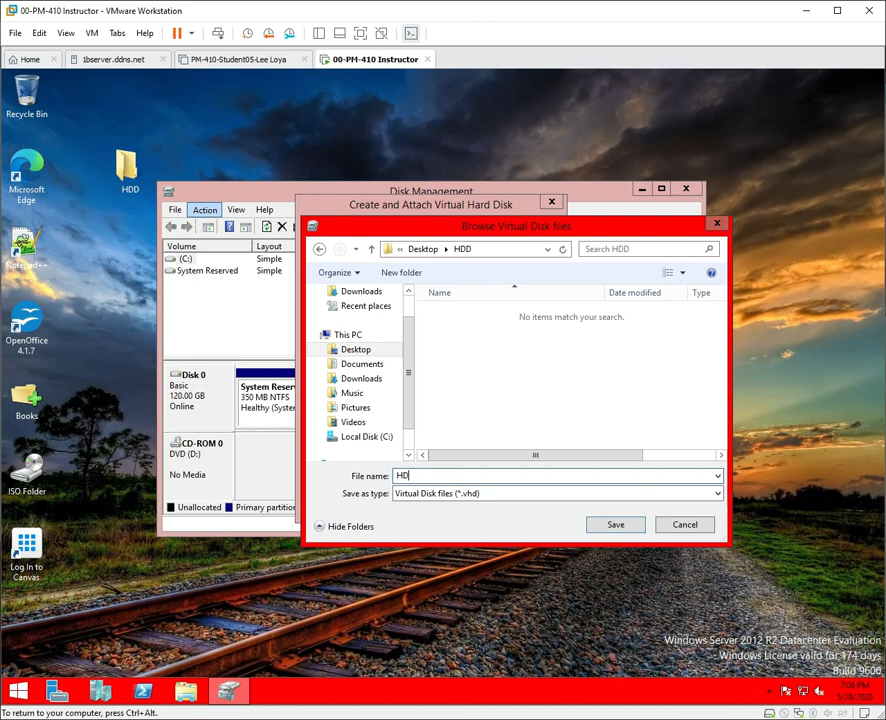 00-PM-410 Instructor - VMware Workstation
File Edit View VM Tabs Help
Home
1bserver.ddns.net
PM-410-Student05-Lee Loya
00-PM-410 Instructor
Recycle Bin
Microsoft
Edge
HDD
Notepad++
OpenOffice
4.1.7
Books
ISO Folder
Log In to
Canvas
Disk Management
File Action View Help
Volume Layout
(C:) Simple
System Reserved Simple
Disk 0
Basic
120.00 GB
Online
System Reser
350 MB NTFS
Healthy (Syster
CD-ROM 0
DVD (D:)
No Media
Unallocated Primary partition
Create and Attach Virtual Hard Disk
Browse Virtual Disk files
« Desktop HDD
Search HDD
Organize New folder
Downloads
Recent places
This PC
Desktop
Documents
Downloads
Music
Pictures
Videos
Local Disk (C:)
Name Date modified Type
No items match your search.
File name: HD
Save as type: Virtual Disk files (*.vhd)
Hide Folders
Save Cancel
Windows Server 2012 R2 Datacenter Evaluation
Windows License valid for 174 days
Build 9600
7:08 PM
5/28/2020
To return to your computer, press Ctrl+Alt.